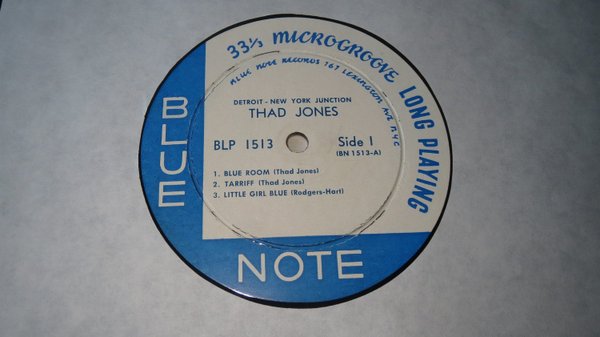 33⅓ MICROGROOVE LONG PLAYING
BLUE NOTE RECORDS 767 LEXINGTON AVE NYC
DETROIT - NEW YORK JUNCTION
THAD JONES
BLP 1513 Side 1
(BN 1513-A)
1. BLUE ROOM (Thad Jones)
2. TARRIFF (Thad Jones)
3. LITTLE GIRL BLUE (Rodgers-Hart)
BLUE
NOTE